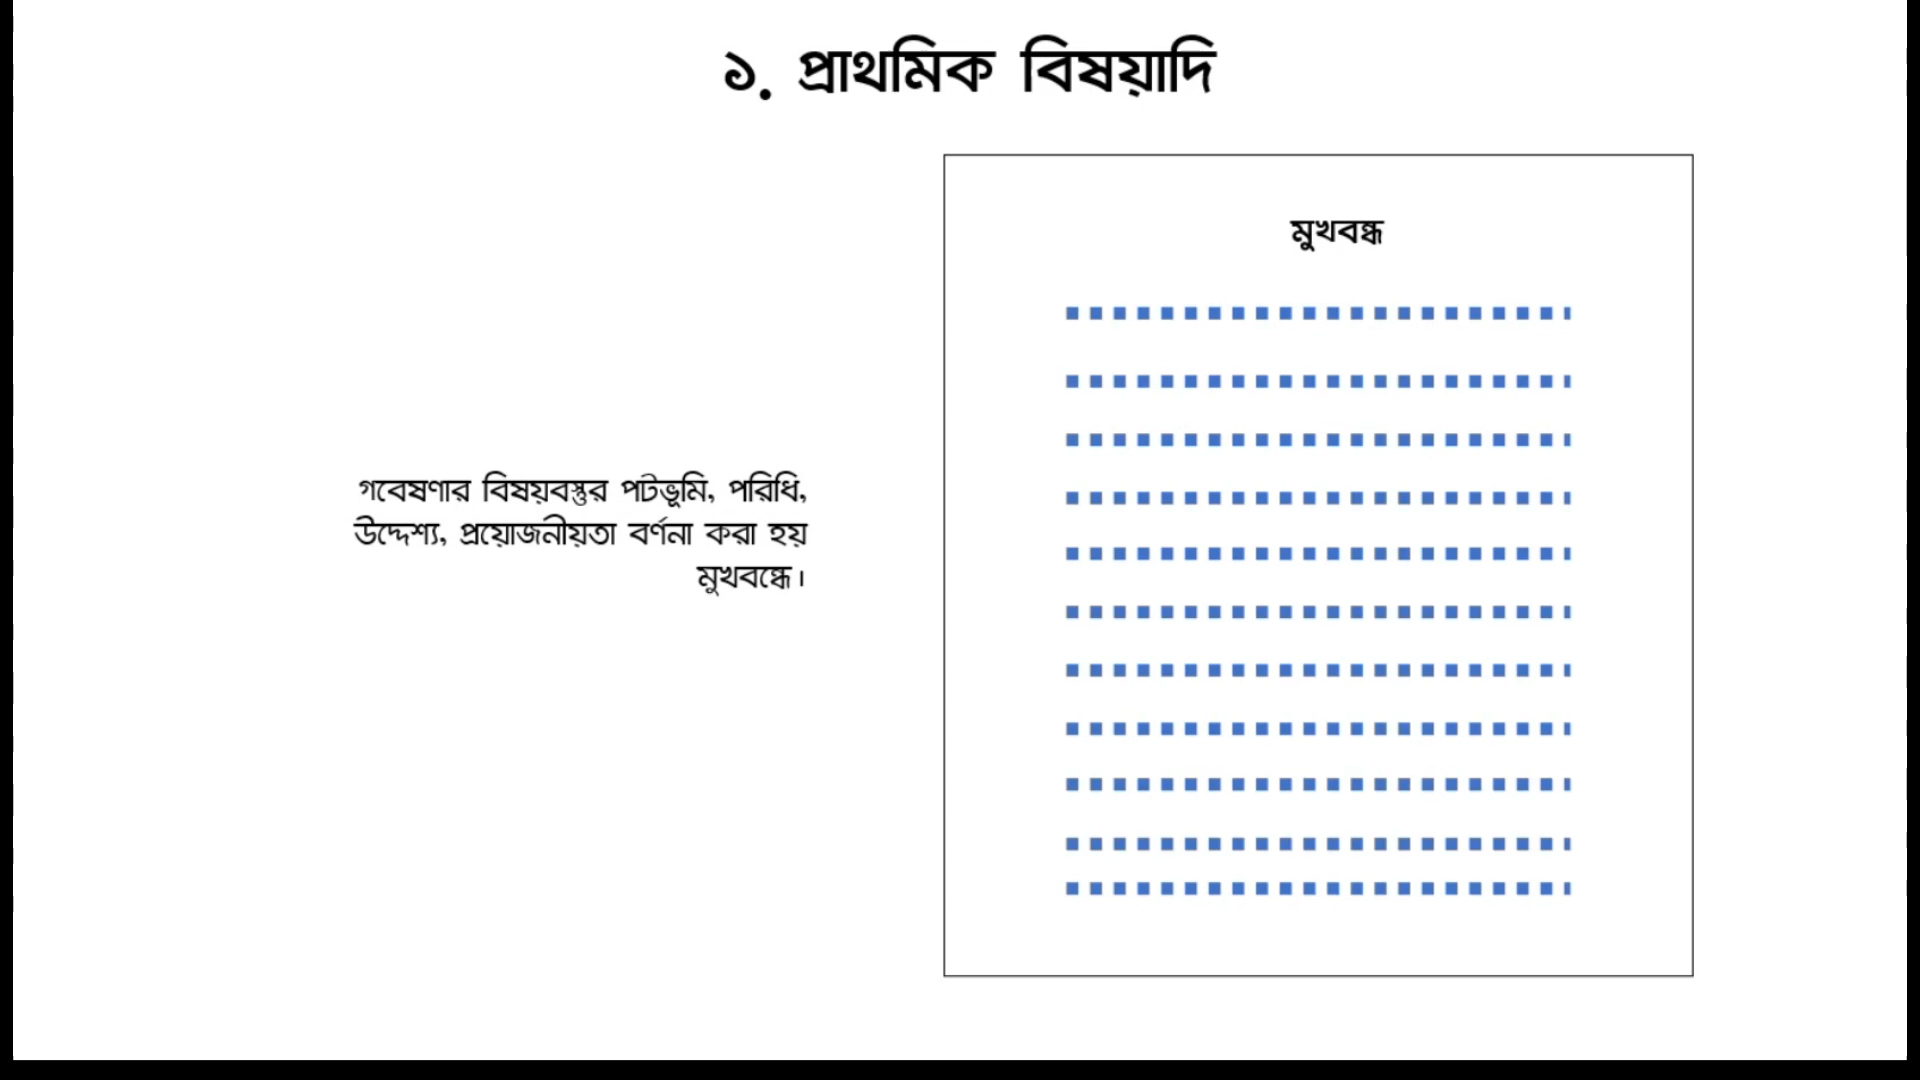 ১. প্রাথমিক বিষয়াদি
গবেষণার বিষয়বস্তুর পটভূমি, পরিধি,
উদ্দেশ্য, প্রয়োজনীয়তা বর্ণনা করা হয়
মুখবন্ধে।
মুখবন্ধ